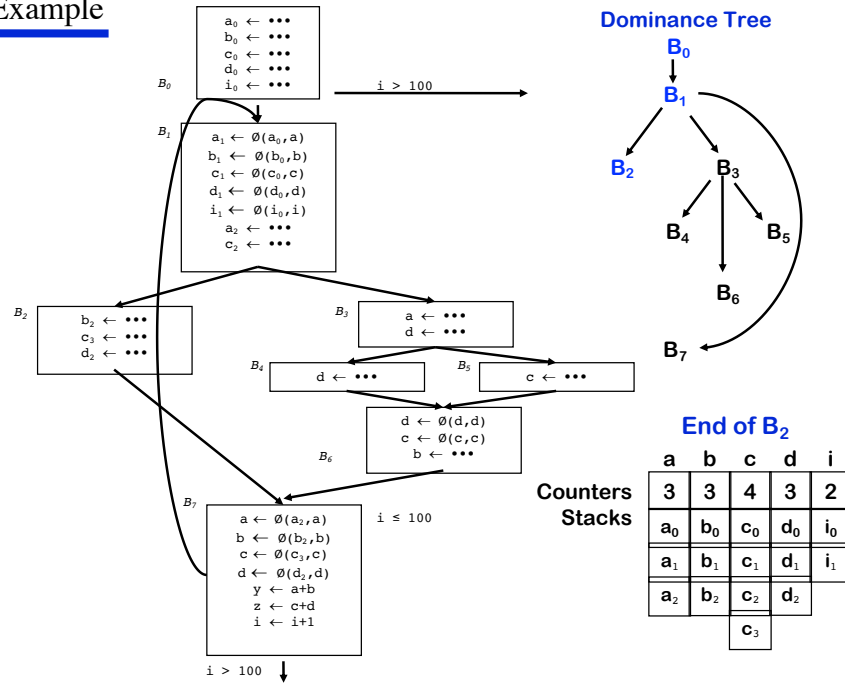 Example
B₀
a₀ ← •••
b₀ ← •••
c₀ ← •••
d₀ ← •••
i₀ ← •••
i > 100
B₁
a₁ ← Ø(a₀,a)
b₁ ← Ø(b₀,b)
c₁ ← Ø(c₀,c)
d₁ ← Ø(d₀,d)
i₁ ← Ø(i₀,i)
a₂ ← •••
c₂ ← •••
B₂
b₂ ← •••
c₃ ← •••
d₂ ← •••
B₃
a ← •••
d ← •••
B₄
d ← •••
B₅
c ← •••
B₆
d ← Ø(d,d)
c ← Ø(c,c)
b ← •••
B₇
a ← Ø(a₂,a)
b ← Ø(b₂,b)
c ← Ø(c₃,c)
d ← Ø(d₂,d)
y ← a+b
z ← c+d
i ← i+1
i ≤ 100
i > 100
Dominance Tree
B₀
B₁
B₂ B₃
B₄ B₅
B₆
B₇
End of B₂
a b c d i
Counters 3 3 4 3 2
Stacks a₀ b₀ c₀ d₀ i₀
a₁ b₁ c₁ d₁ i₁
a₂ b₂ c₂ d₂
c₃